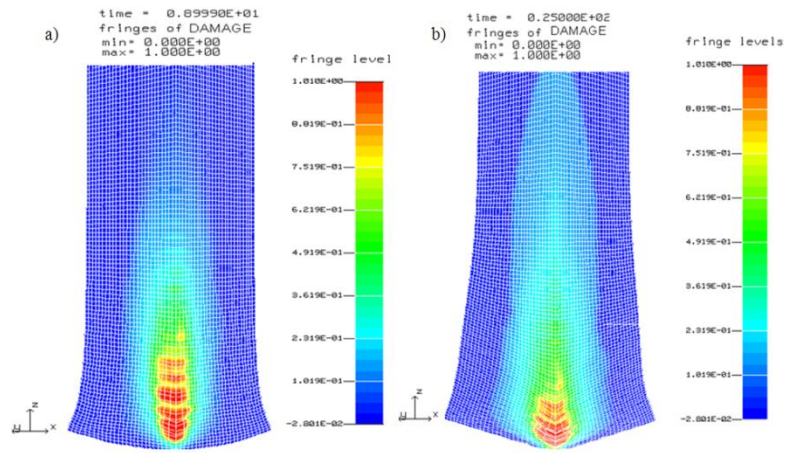 a)
time = 0.89990E+01
fringes of DAMAGE
min= 0.000E+00
max= 1.000E+00
fringe level
1.010E+00
8.819E-01
7.519E-01
6.219E-01
4.919E-01
3.619E-01
2.319E-01
1.019E-01
-2.801E-02
z
y
x
b)
time = 0.25000E+02
fringes of DAMAGE
min= 0.000E+00
max= 1.000E+00
fringe levels
1.010E+00
8.819E-01
7.519E-01
6.219E-01
4.919E-01
3.619E-01
2.319E-01
1.019E-01
-2.801E-02
z
y
x